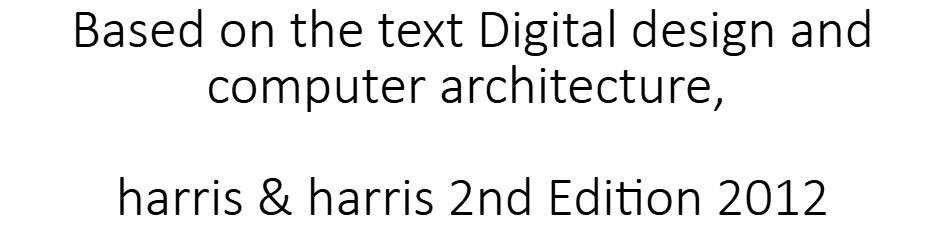 Based on the text Digital design and
computer architecture,
harris & harris 2nd Edition 2012